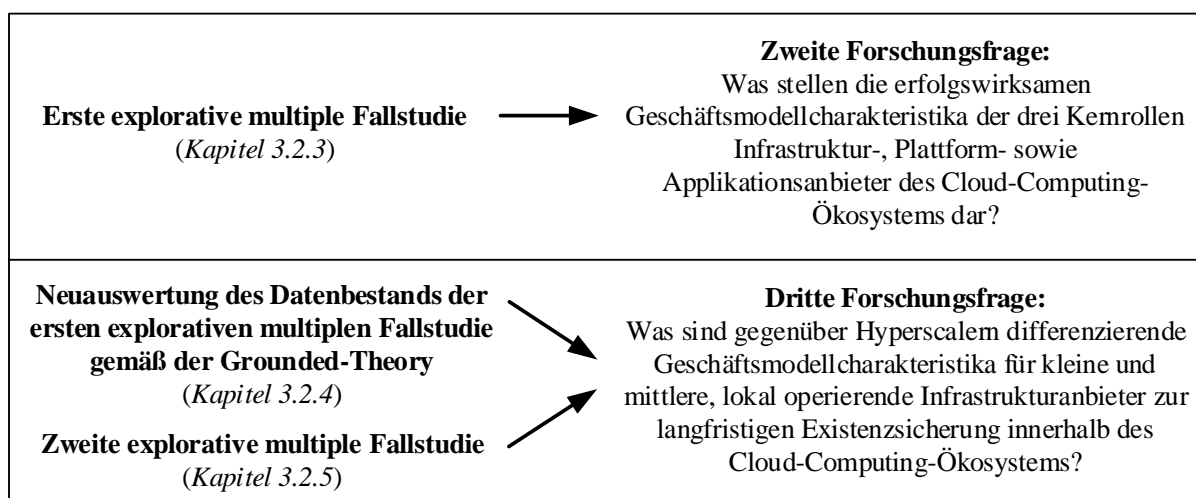 Erste explorative multiple Fallstudie
(Kapitel 3.2.3)
Zweite Forschungsfrage:
Was stellen die erfolgswirksamen
Geschäftsmodellcharakteristika der drei Kernrollen
Infrastruktur-, Plattform- sowie
Applikationsanbieter des Cloud-Computing-
Ökosystems dar?
Neuauswertung des Datenbestands der
ersten explorativen multiplen Fallstudie
gemäß der Grounded-Theory
(Kapitel 3.2.4)
Zweite explorative multiple Fallstudie
(Kapitel 3.2.5)
Dritte Forschungsfrage:
Was sind gegenüber Hyperscalern differenzierende
Geschäftsmodellcharakteristika für kleine und
mittlere, lokal operierende Infrastrukturanbieter zur
langfristigen Existenzsicherung innerhalb des
Cloud-Computing-Ökosystems?